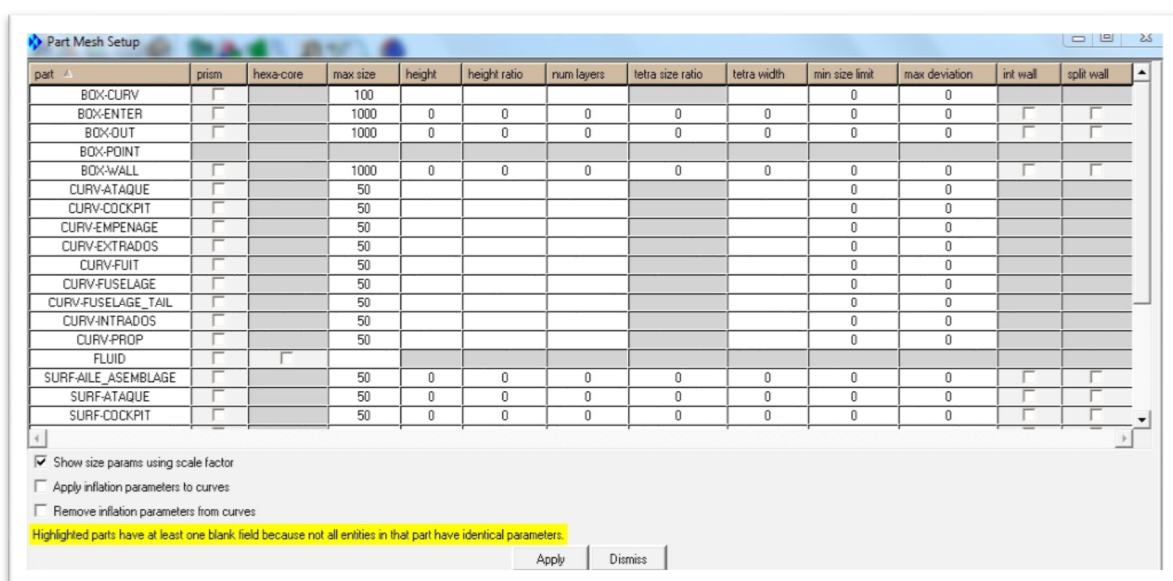 Part Mesh Setup
part prism hexa-core max size height height ratio num layers tetra size ratio tetra width min size limit max deviation int wall split wall
BOX-CURV 100 0 0
BOX-ENTER 1000 0 0 0 0 0 0 0
BOX-OUT 1000 0 0 0 0 0 0 0
BOX-POINT
BOX-WALL 1000 0 0 0 0 0 0 0
CURV-ATAQUE 50 0 0
CURV-COCKPIT 50 0 0
CURV-EMPENAGE 50 0 0
CURV-EXTRADOS 50 0 0
CURV-FUIT 50 0 0
CURV-FUSELAGE 50 0 0
CURV-FUSELAGE_TAIL 50 0 0
CURV-INTRADOS 50 0 0
CURV-PROP 50 0 0
FLUID
SURF-AILE_ASEMBLAGE 50 0 0 0 0 0 0 0
SURF-ATAQUE 50 0 0 0 0 0 0 0
SURF-COCKPIT 50 0 0 0 0 0 0 0
Show size params using scale factor
Apply inflation parameters to curves
Remove inflation parameters from curves
Highlighted parts have at least one blank field because not all entities in that part have identical parameters.
Apply Dismiss